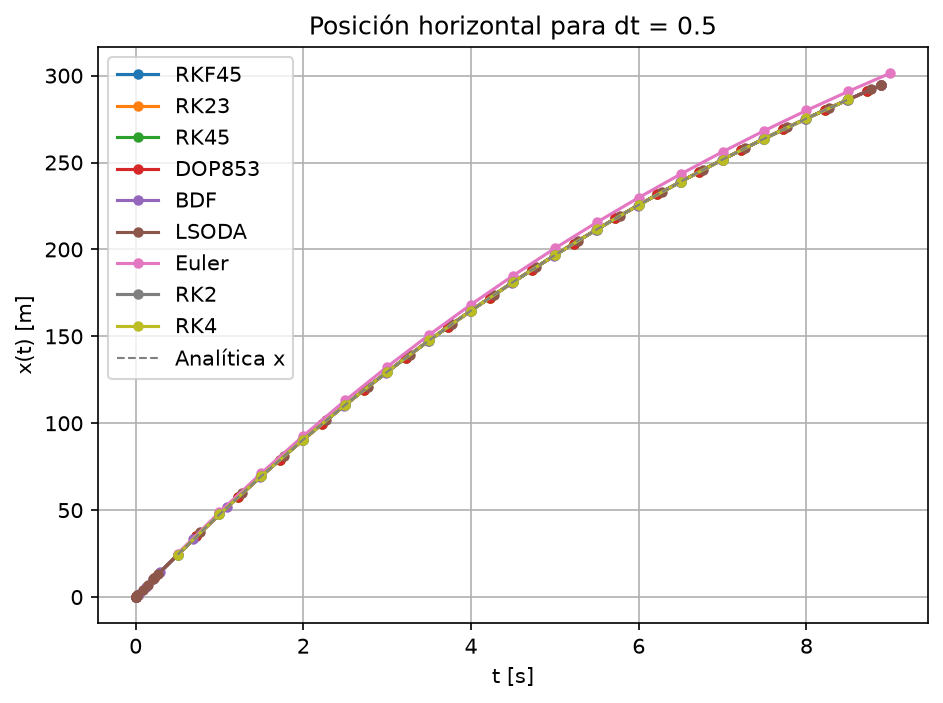 Posición horizontal para dt = 0.5
x(t) [m]
300
250
200
150
100
50
0
RKF45
RK23
RK45
DOP853
BDF
LSODA
Euler
RK2
RK4
Analítica x
0 2 4 6 8
t [s]